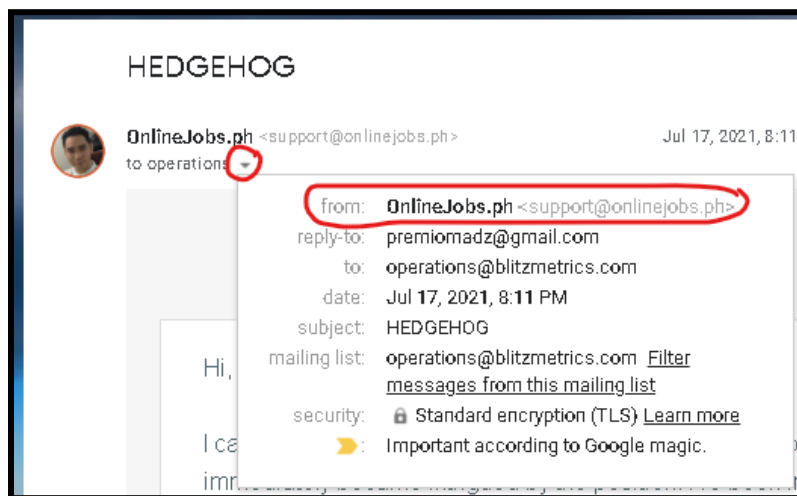 HEDGEHOG
OnlineJobs.ph <support@onlinejobs.ph> Jul 17, 2021, 8:11
to operations
from: OnlineJobs.ph <support@onlinejobs.ph>
reply-to: premiomadz@gmail.com
to: operations@blitzmetrics.com
date: Jul 17, 2021, 8:11 PM
subject: HEDGEHOG
mailing list: operations@blitzmetrics.com Filter
messages from this mailing list
security: Standard encryption (TLS) Learn more
: Important according to Google magic.
Hi,
I ca